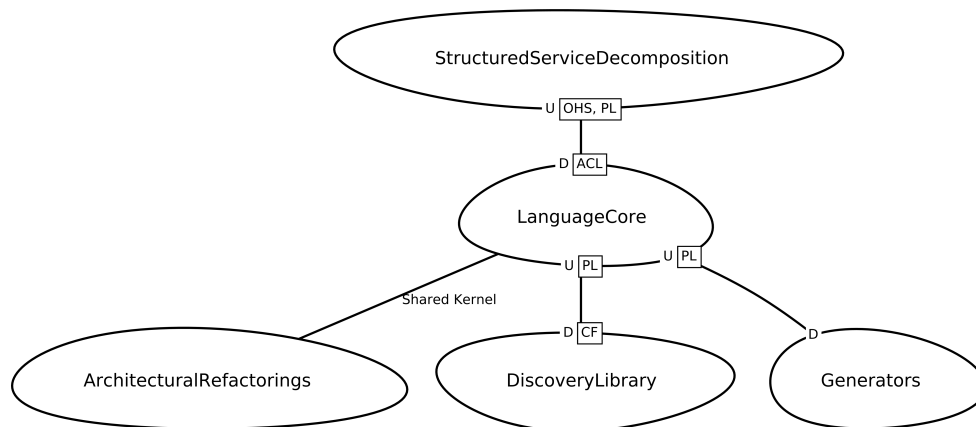 StructuredServiceDecomposition
U OHS, PL
D ACL
LanguageCore
U PL
U PL
Shared Kernel
D CF
D
ArchitecturalRefactorings
DiscoveryLibrary
Generators